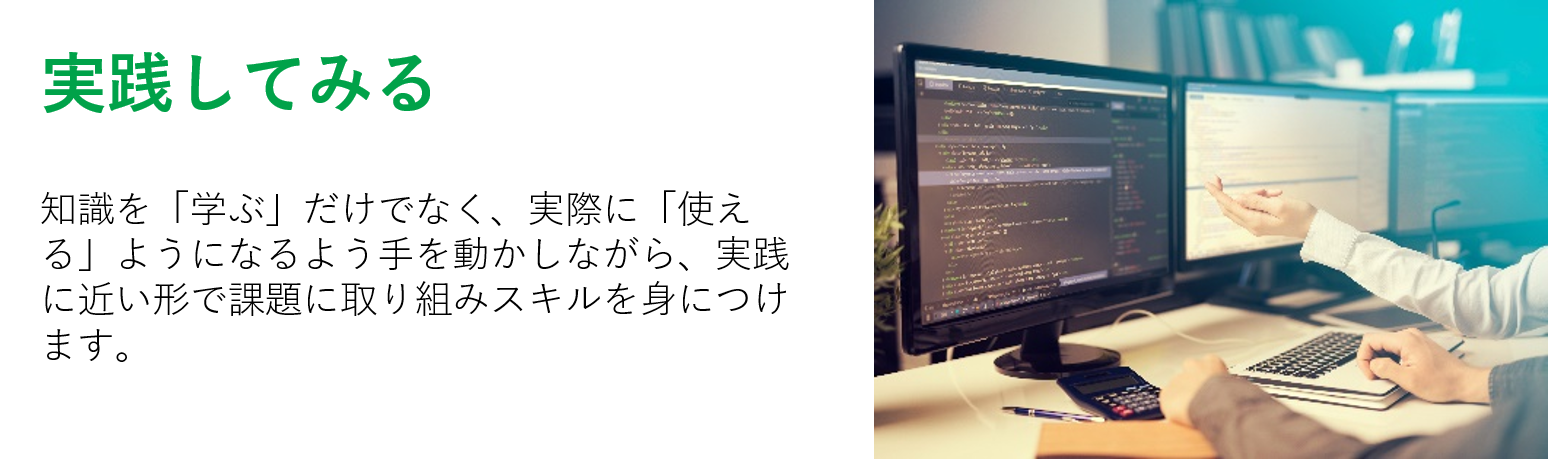 実践してみる
知識を「学ぶ」だけでなく、実際に「使え
る」ようになるよう手を動かしながら、実践
に近い形で課題に取り組みスキルを身につけ
ます。